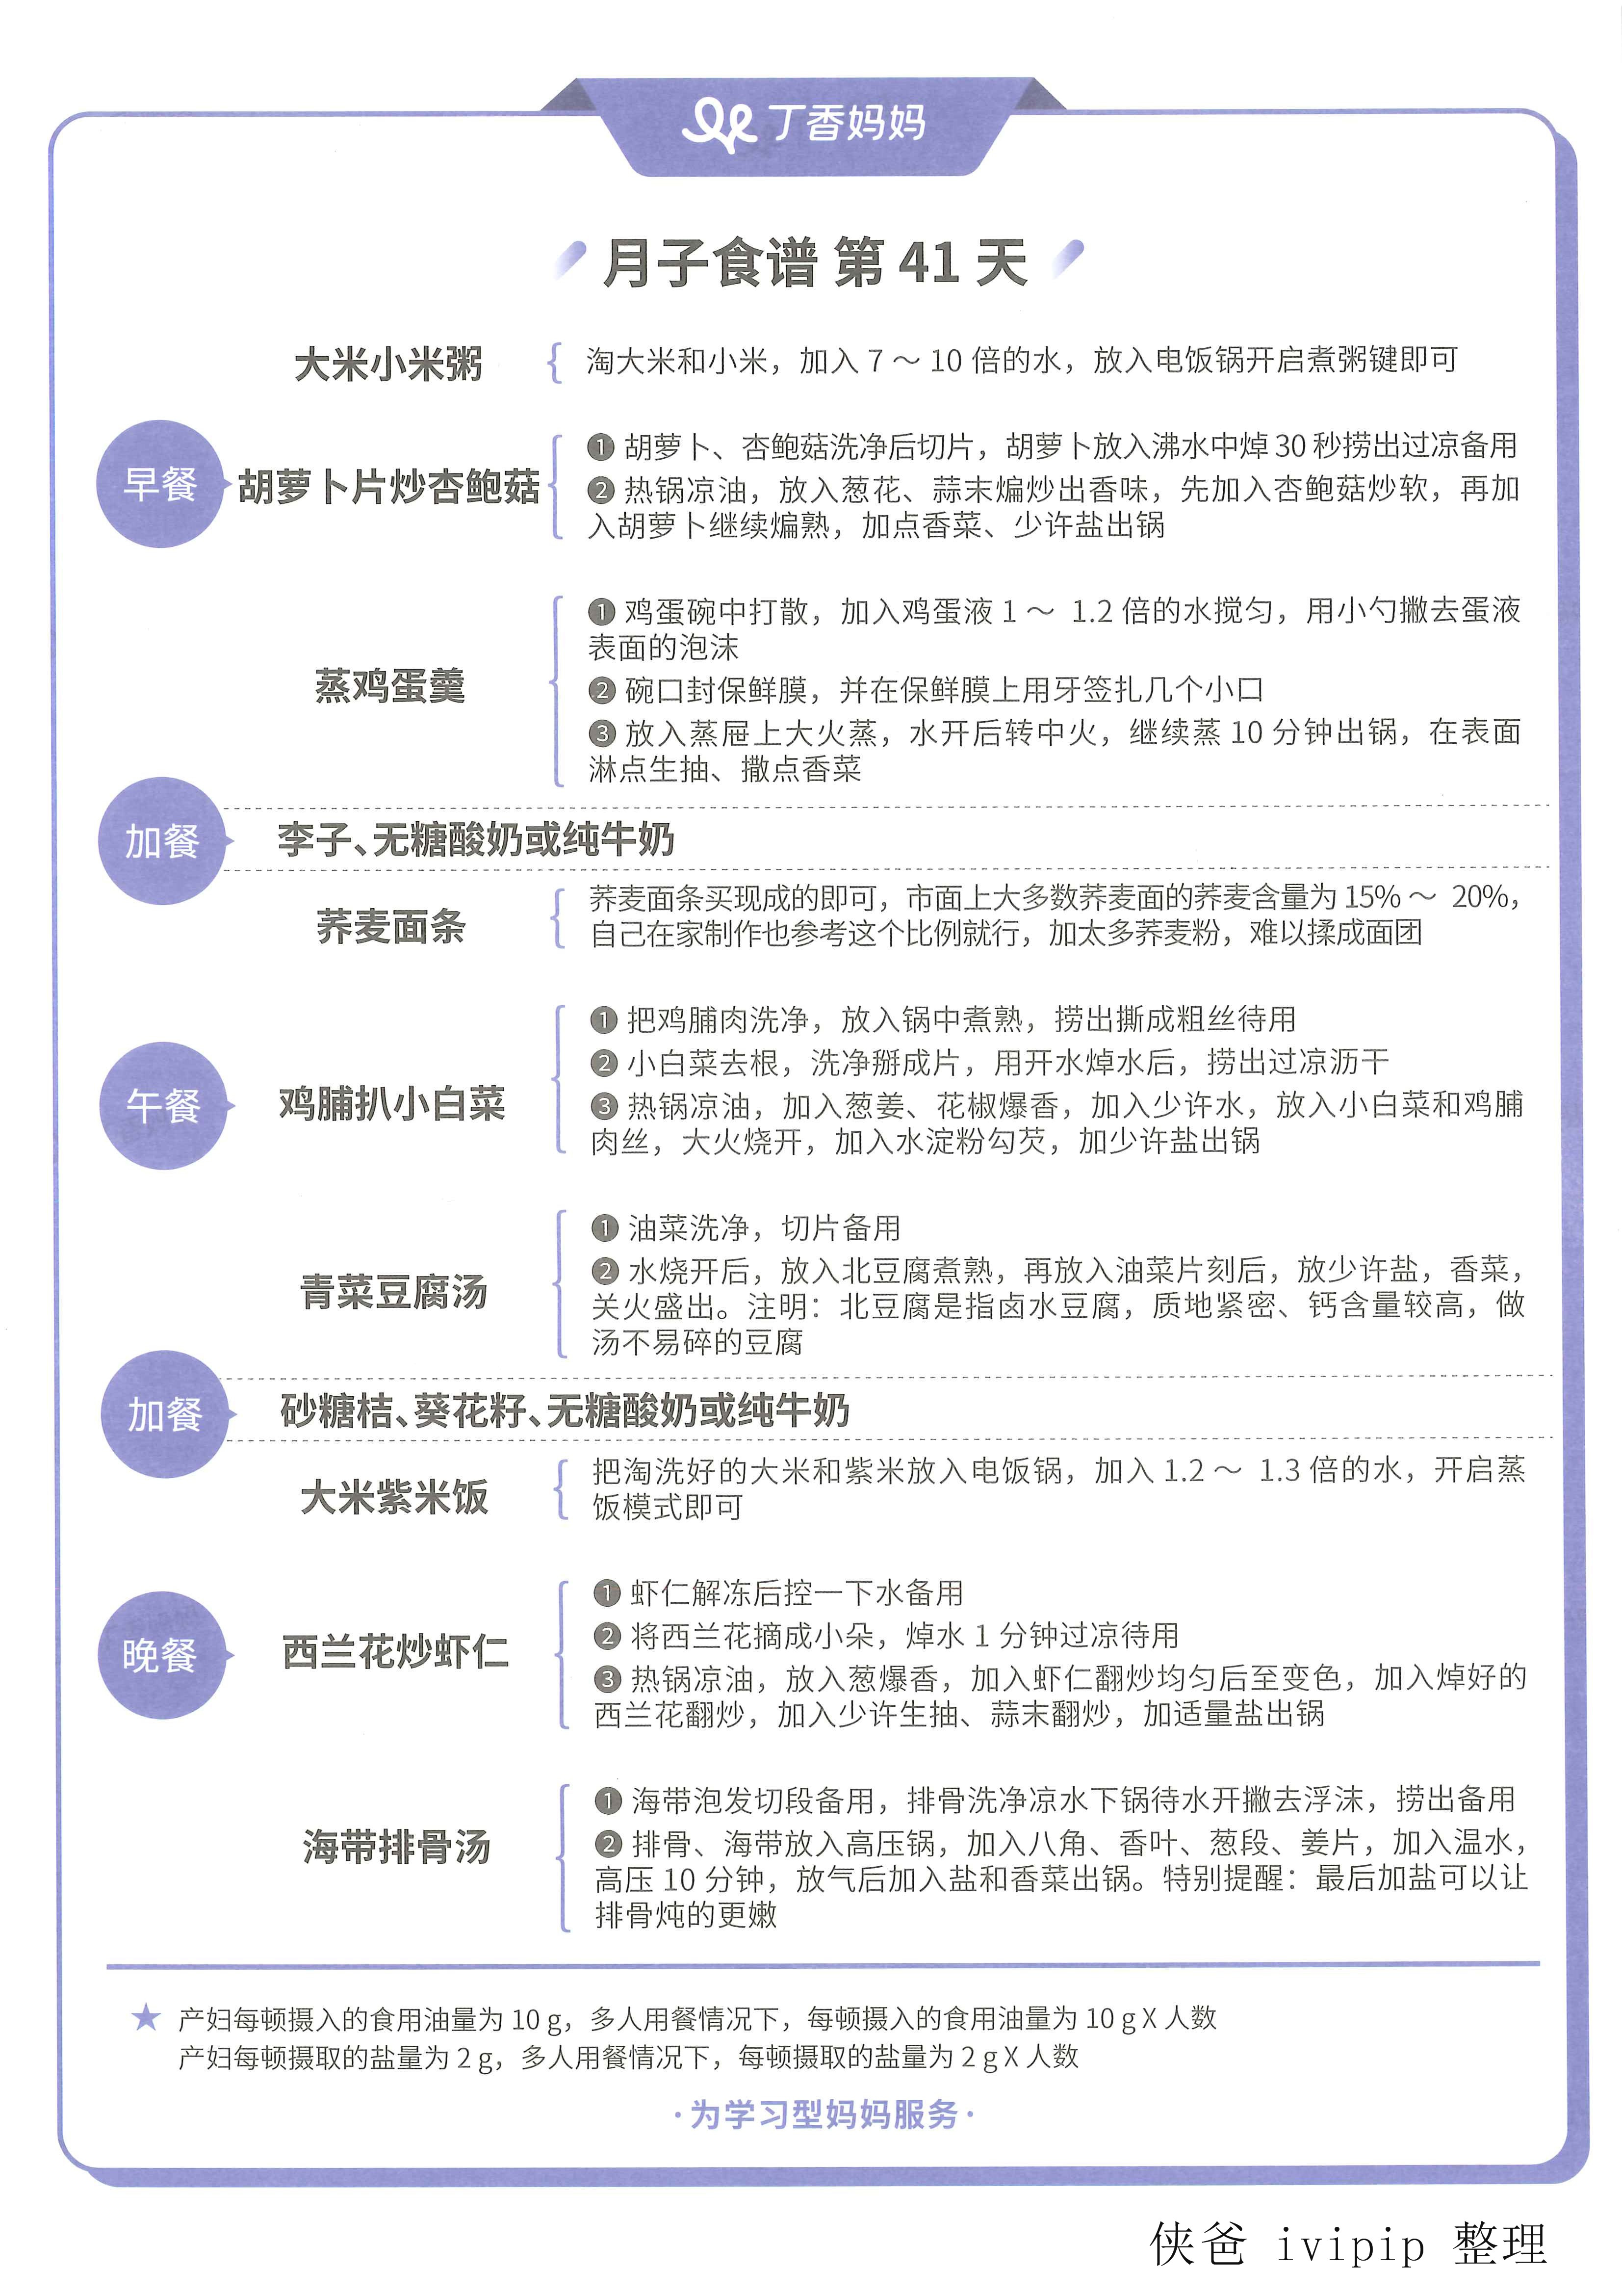 丁香妈妈
月子食谱 第 41 天
早餐
大米小米粥
淘大米和小米，加入 7 ～ 10 倍的水，放入电饭锅开启煮粥键即可
胡萝卜片炒杏鲍菇
❶ 胡萝卜、杏鲍菇洗净后切片，胡萝卜放入沸水中焯 30 秒捞出过凉备用
❷ 热锅凉油，放入葱花、蒜末煸炒出香味，先加入杏鲍菇炒软，再加
入胡萝卜继续煸熟，加点香菜、少许盐出锅
蒸鸡蛋羹
❶ 鸡蛋碗中打散，加入鸡蛋液 1 ～ 1.2 倍的水搅匀，用小勺撇去蛋液
表面的泡沫
❷ 碗口封保鲜膜，并在保鲜膜上用牙签扎几个小口
❸ 放入蒸屉上大火蒸，水开后转中火，继续蒸 10 分钟出锅，在表面
淋点生抽、撒点香菜
加餐
李子、无糖酸奶或纯牛奶
午餐
荞麦面条
荞麦面条买现成的即可，市面上大多数荞麦面的荞麦含量为 15% ～ 20%，
自己在家制作也参考这个比例就行，加太多荞麦粉，难以揉成面团
鸡脯扒小白菜
❶ 把鸡脯肉洗净，放入锅中煮熟，捞出撕成粗丝待用
❷ 小白菜去根，洗净掰成片，用开水焯水后，捞出过凉沥干
❸ 热锅凉油，加入葱姜、花椒爆香，加入少许水，放入小白菜和鸡脯
肉丝，大火烧开，加入水淀粉勾芡，加少许盐出锅
青菜豆腐汤
❶ 油菜洗净，切片备用
❷ 水烧开后，放入北豆腐煮熟，再放入油菜片刻后，放少许盐，香菜，
关火盛出。注明：北豆腐是指卤水豆腐，质地紧密、钙含量较高，做
汤不易碎的豆腐
加餐
砂糖桔、葵花籽、无糖酸奶或纯牛奶
晚餐
大米紫米饭
把淘洗好的大米和紫米放入电饭锅，加入 1.2 ～ 1.3 倍的水，开启蒸
饭模式即可
西兰花炒虾仁
❶ 虾仁解冻后控一下水备用
❷ 将西兰花摘成小朵，焯水 1 分钟过凉待用
❸ 热锅凉油，放入葱爆香，加入虾仁翻炒均匀后至变色，加入焯好的
西兰花翻炒，加入少许生抽、蒜末翻炒，加适量盐出锅
海带排骨汤
❶ 海带泡发切段备用，排骨洗净凉水下锅待水开撇去浮沫，捞出备用
❷ 排骨、海带放入高压锅，加入八角、香叶、葱段、姜片，加入温水，
高压 10 分钟，放气后加入盐和香菜出锅。特别提醒：最后加盐可以让
排骨炖的更嫩
★ 产妇每顿摄入的食用油量为 10 g，多人用餐情况下，每顿摄入的食用油量为 10 g X 人数
产妇每顿摄取的盐量为 2 g，多人用餐情况下，每顿摄取的盐量为 2 g X 人数
·为学习型妈妈服务·
侠爸 ivipip 整理